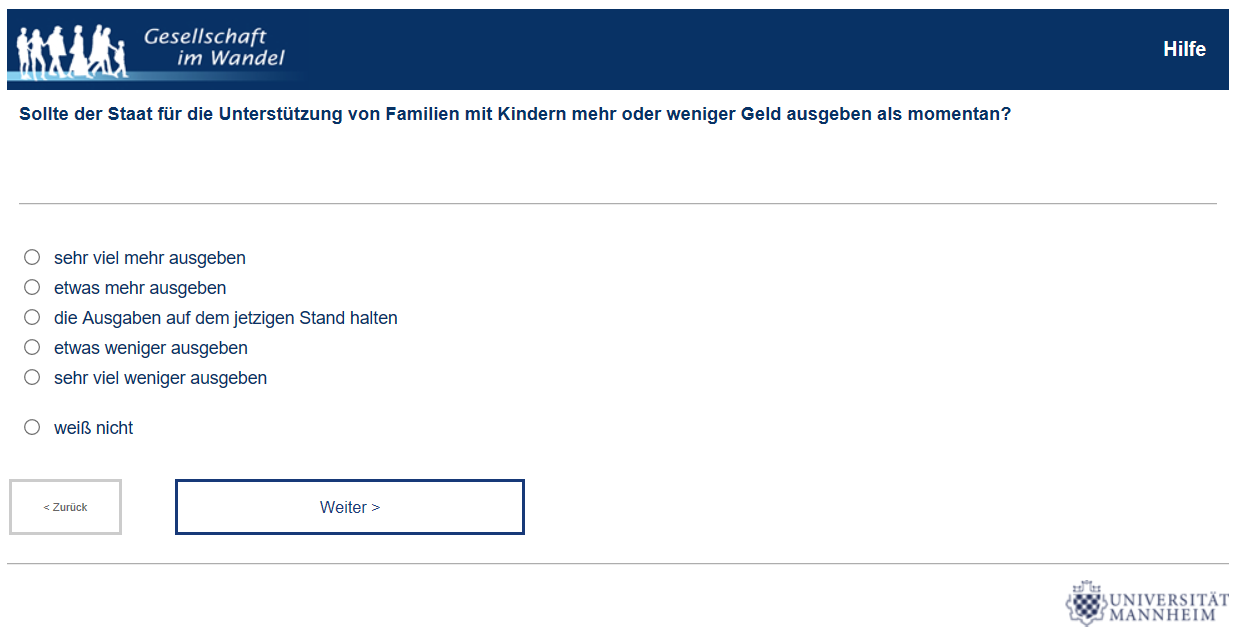 Gesellschaft
im Wandel
Hilfe
Sollte der Staat für die Unterstützung von Familien mit Kindern mehr oder weniger Geld ausgeben als momentan?
sehr viel mehr ausgeben
etwas mehr ausgeben
die Ausgaben auf dem jetzigen Stand halten
etwas weniger ausgeben
sehr viel weniger ausgeben
weiß nicht
< Zurück
Weiter >
UNIVERSITÄT
MANNHEIM